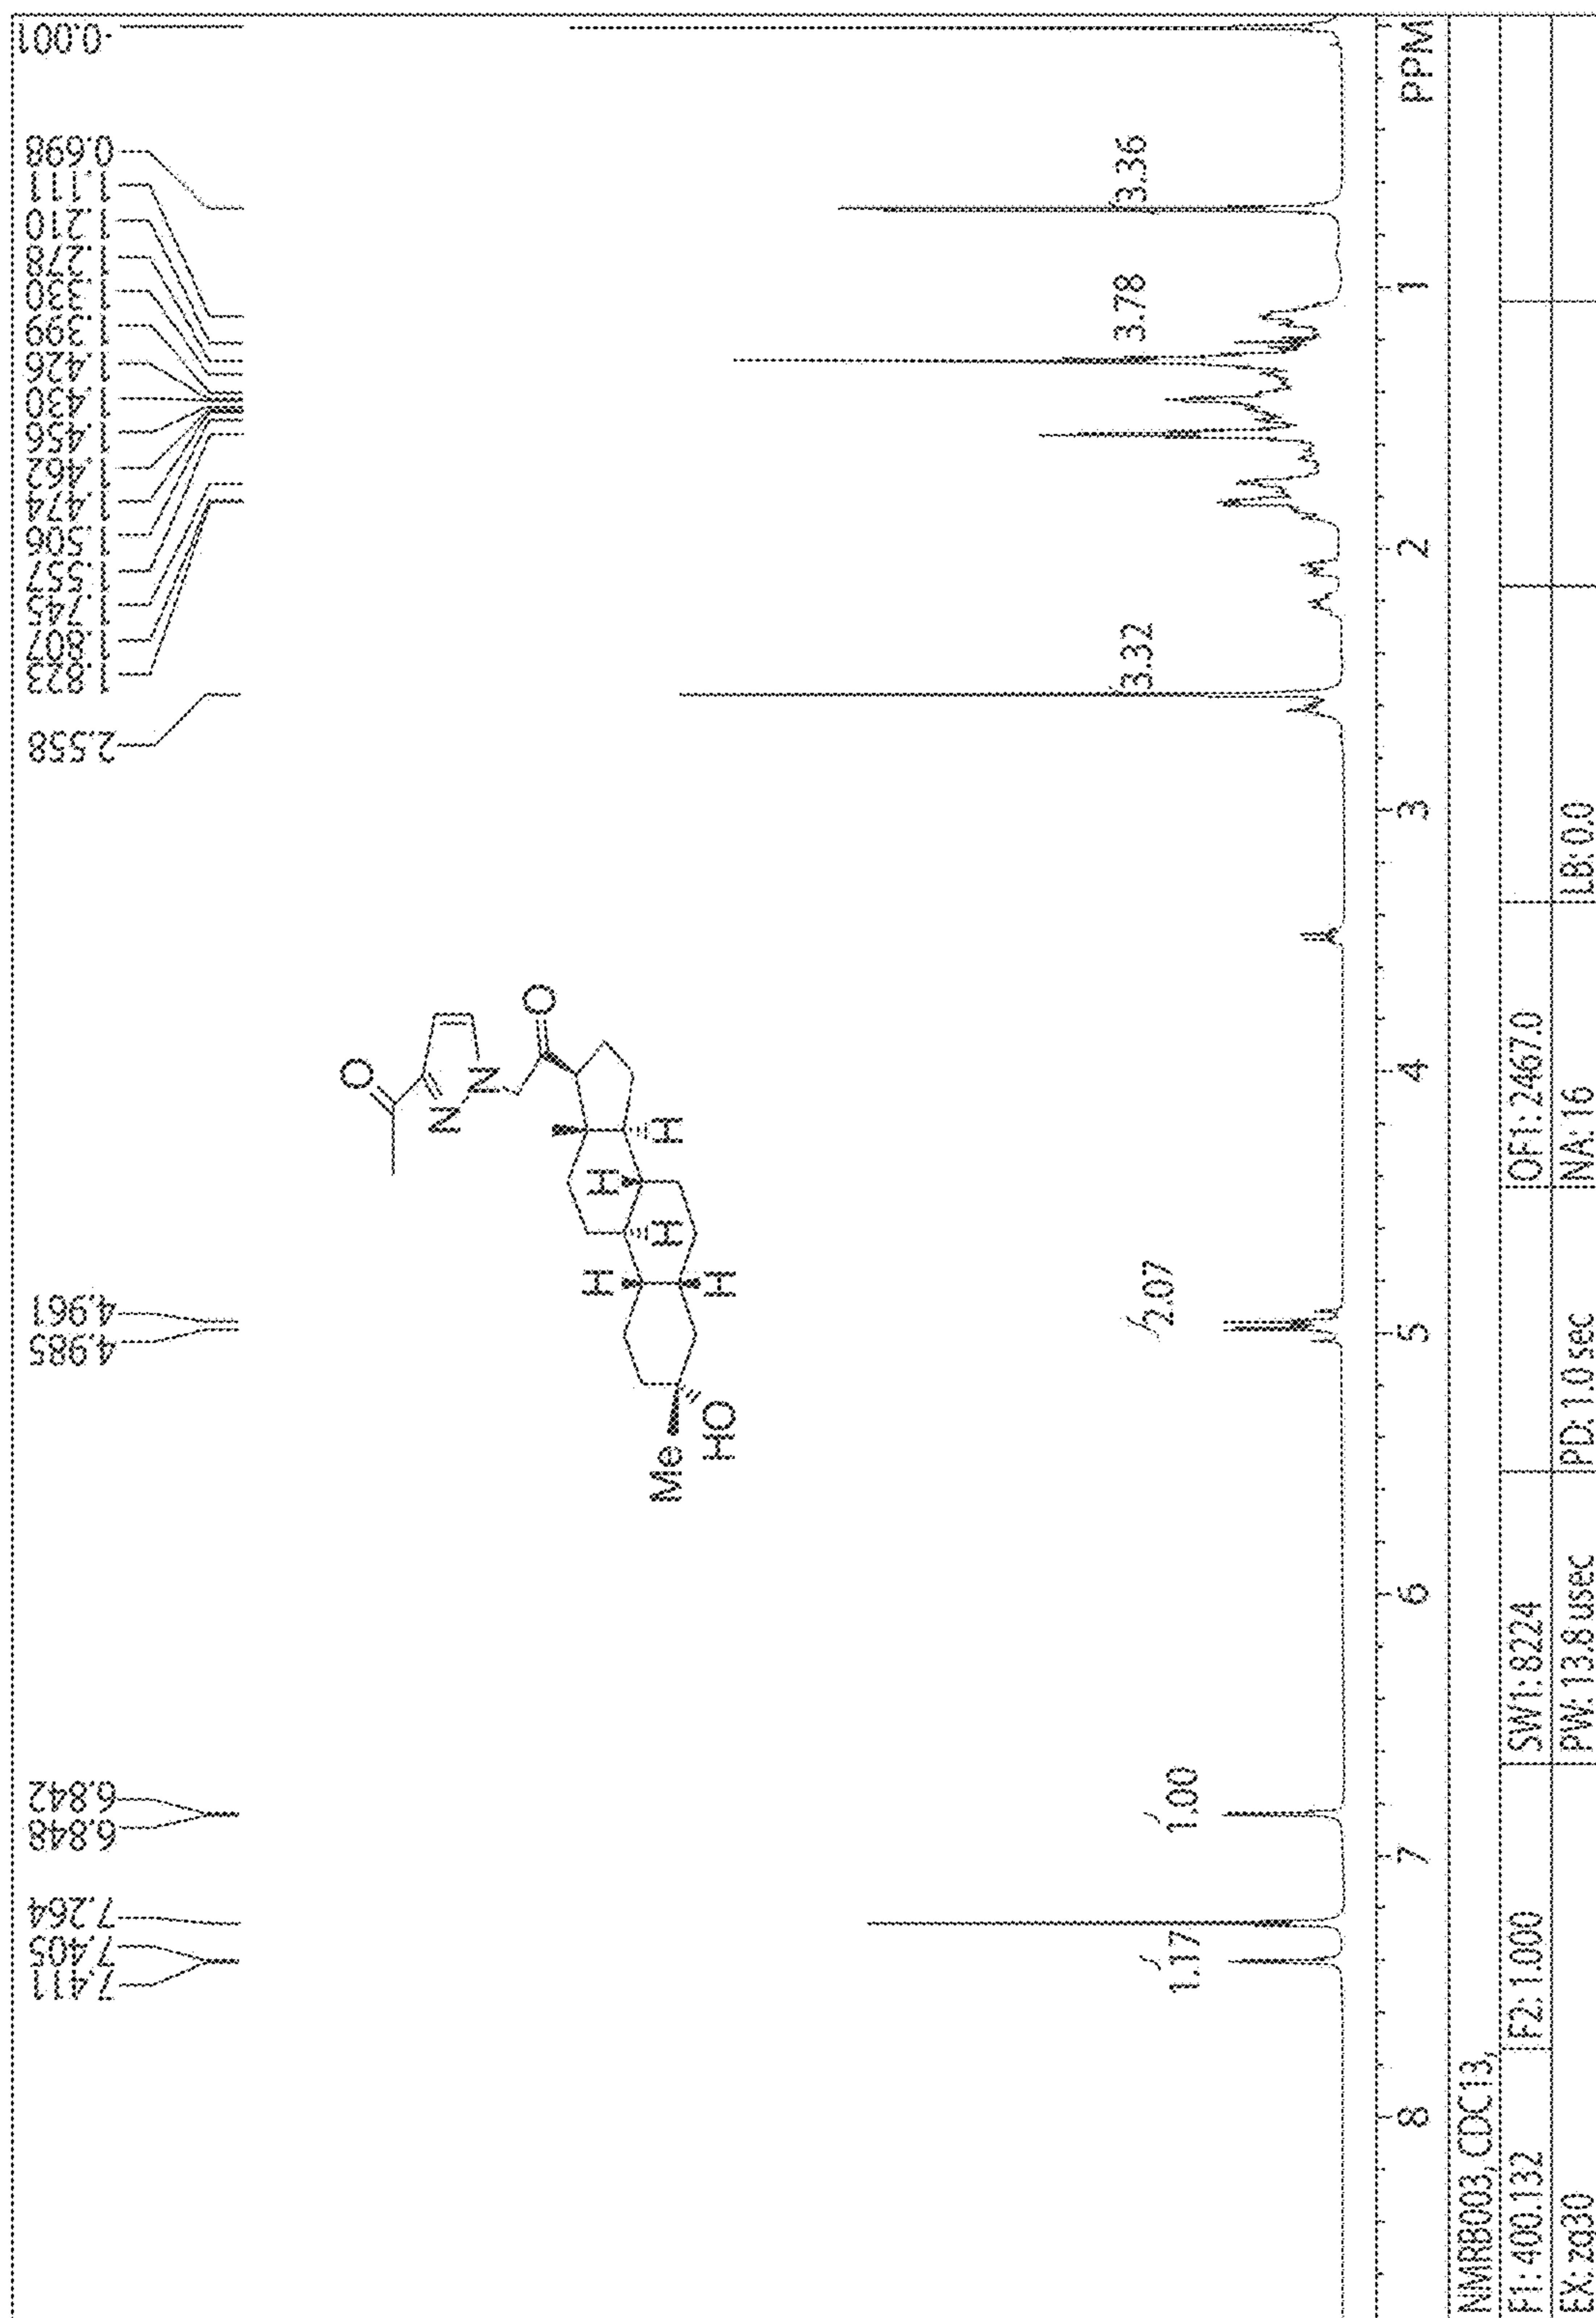 7.411
7.405
7.264
6.848
6.842
4.985
4.961
2.558
1.823
1.807
1.745
1.557
1.506
1.474
1.462
1.456
1.430
1.426
1.399
1.330
1.278
1.210
1.111
0.698
-0.001
O
N
N
O
H
H
H
H
H
Me
HO
1.17
1.00
2.07
3.32
3.78
3.36
8
7
6
5
4
3
2
1
PPM
NMRB003, CDC13,
F1: 400.132 F2: 1.000 SW1: 8224 OF1: 2467.0
EX: zg30 PW: 13.8 usec PD: 1.0 sec NA: 16 LB: 0.0